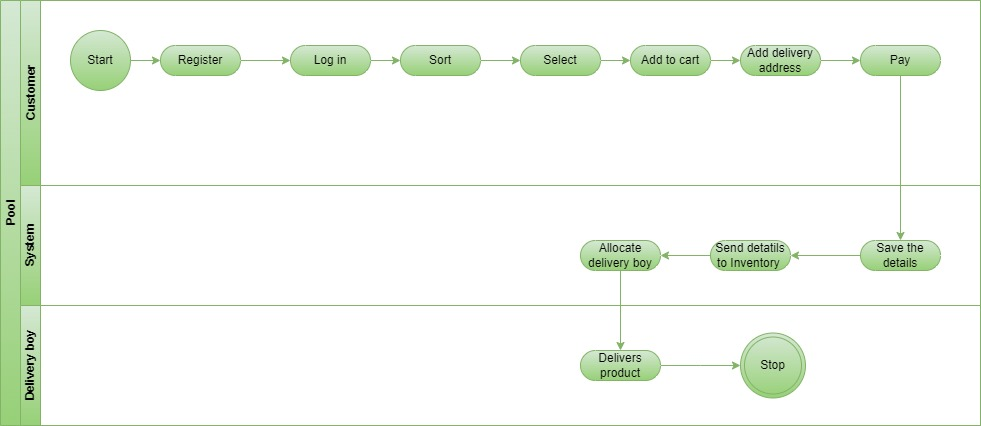 Pool
Customer
Start
Register
Log in
Sort
Select
Add to cart
Add delivery
address
Pay
System
Allocate
delivery boy
Send detatils
to Inventory
Save the
details
Delivery boy
Delivers
product
Stop